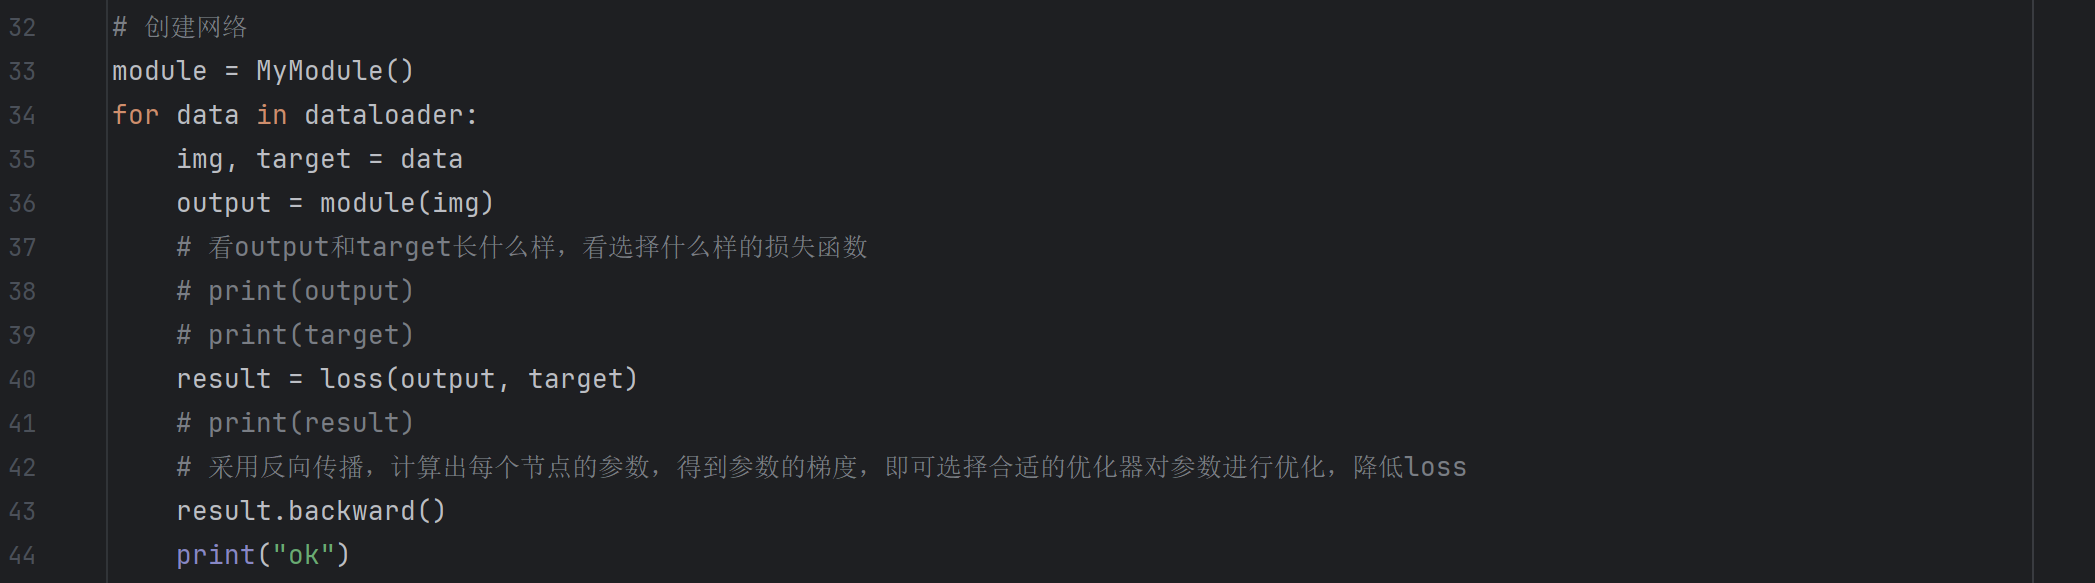 32 # 创建网络
33 module = MyModule()
34 for data in dataloader:
35     img, target = data
36     output = module(img)
37     # 看output和target长什么样，看选择什么样的损失函数
38     # print(output)
39     # print(target)
40     result = loss(output, target)
41     # print(result)
42     # 采用反向传播，计算出每个节点的参数，得到参数的梯度，即可选择合适的优化器对参数进行优化，降低loss
43     result.backward()
44     print("ok")